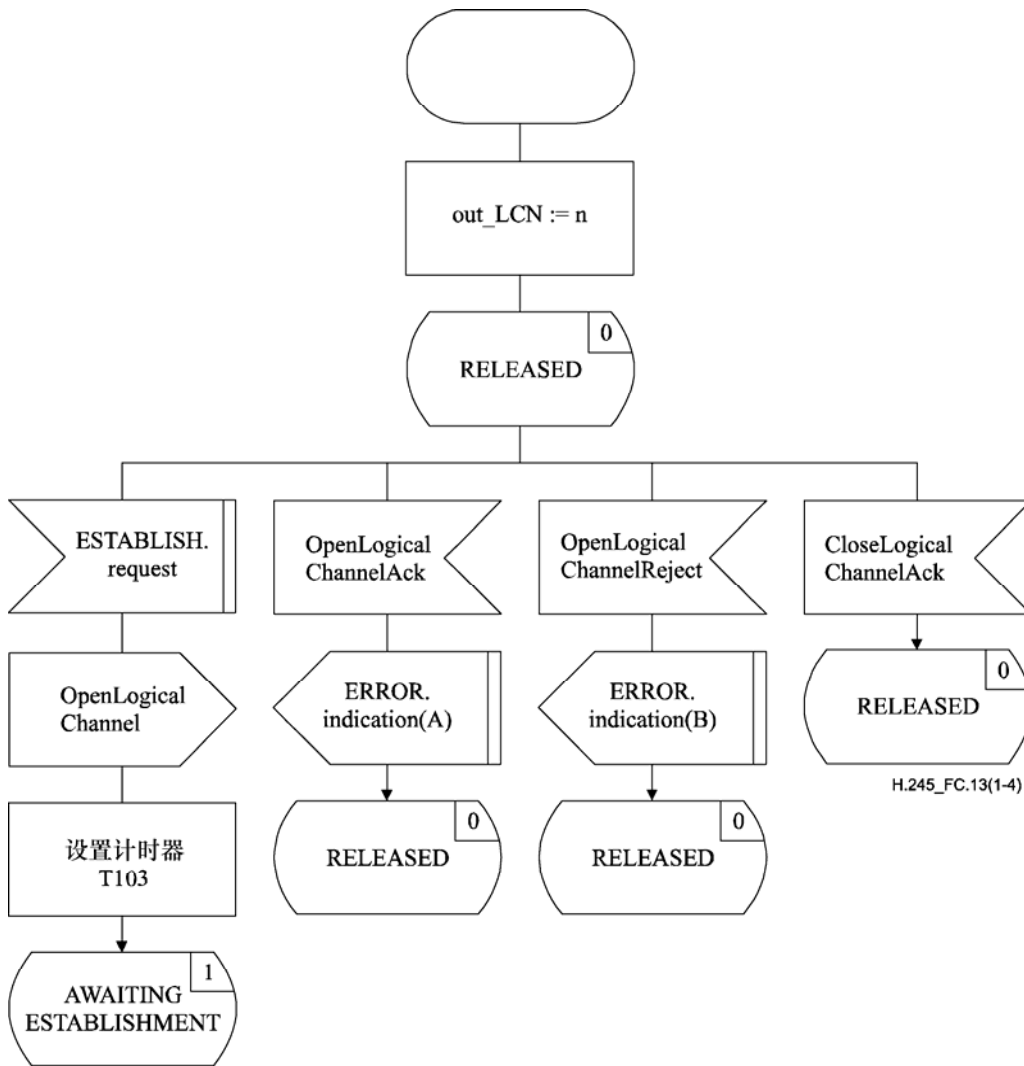 out_LCN := n
0
RELEASED
ESTABLISH.
request
OpenLogical
ChannelAck
OpenLogical
ChannelReject
CloseLogical
ChannelAck
OpenLogical
Channel
ERROR.
indication(A)
ERROR.
indication(B)
0
RELEASED
H.245_FC.13(1-4)
设置计时器
T103
0
RELEASED
0
RELEASED
1
AWAITING
ESTABLISHMENT